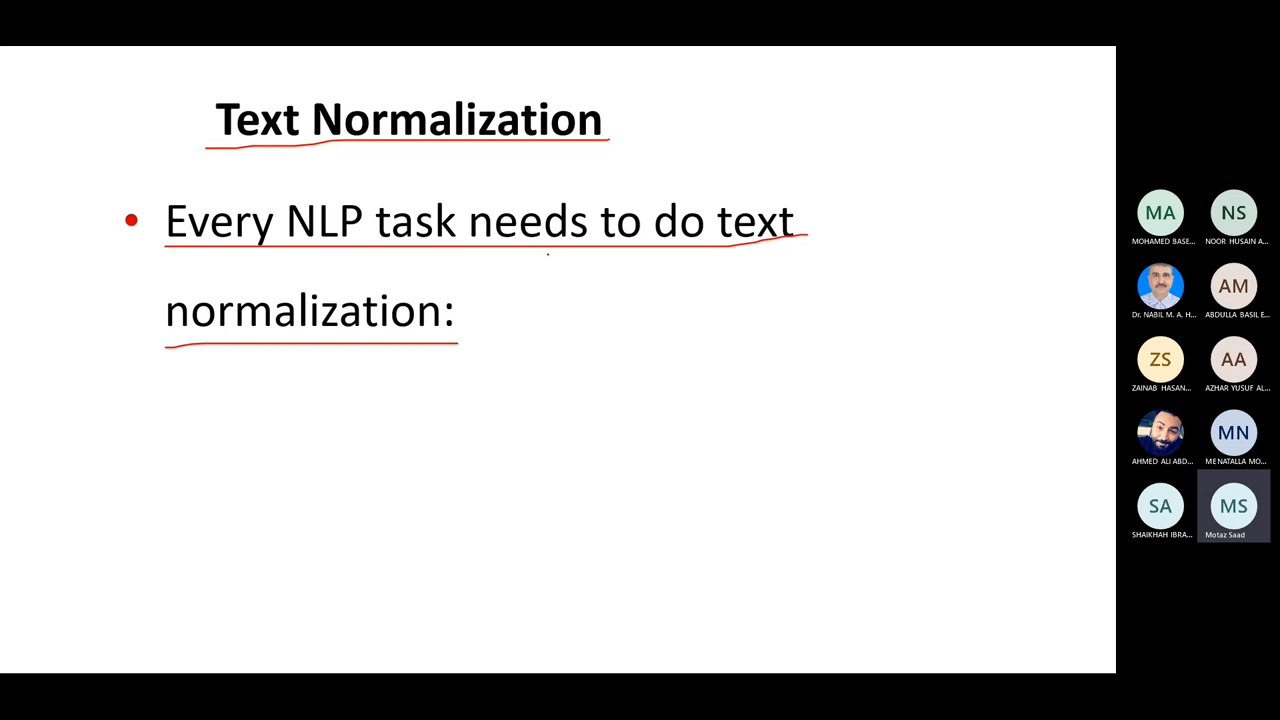 Text Normalization
• Every NLP task needs to do text
normalization:
MA
NS
MOHAMED BASE...
NOOR HUSAIN A...
AM
Dr. NABIL M. A. H...
ABDULLA BASIL E...
ZS
AA
ZAINAB HASAN...
AZHAR YUSUF AL...
MN
AHMED ALI ABD...
MENATALLA MO...
SA
MS
SHAIKHAH IBRA...
Motaz Saad